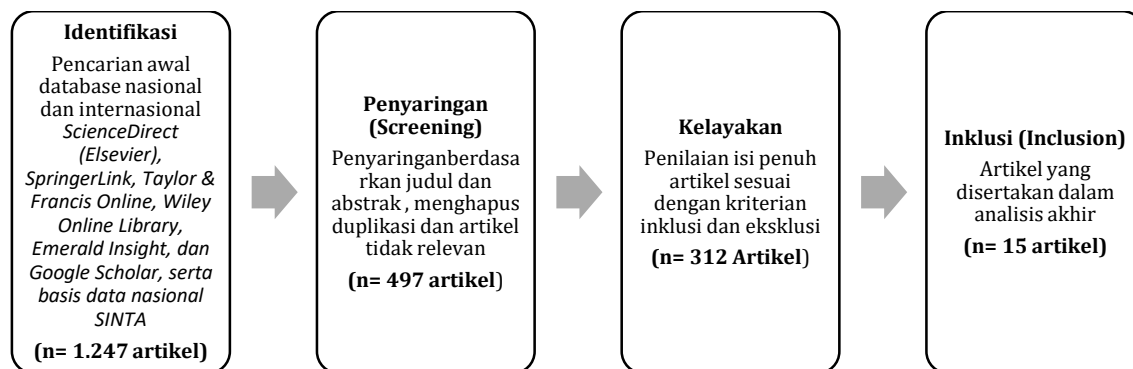 Identifikasi
Pencarian awal
database nasional
dan internasional
ScienceDirect
(Elsevier),
SpringerLink, Taylor &
Francis Online, Wiley
Online Library,
Emerald Insight, dan
Google Scholar, serta
basis data nasional
SINTA
(n= 1.247 artikel)
Penyaringan
(Screening)
Penyaringanberdasa
rkan judul dan
abstrak , menghapus
duplikasi dan artikel
tidak relevan
(n= 497 artikel)
Kelayakan
Penilaian isi penuh
artikel sesuai
dengan kriterian
inklusi dan eksklusi
(n= 312 Artikel)
Inklusi (Inclusion)
Artikel yang
disertakan dalam
analisis akhir
(n= 15 artikel)